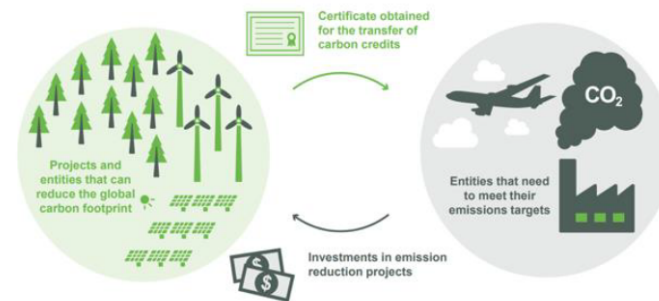 Certificate obtained
for the transfer of
carbon credits
Projects and
entities that can
reduce the global
carbon footprint
CO₂
Entities that need
to meet their
emissions targets
Investments in emission
reduction projects
$
$